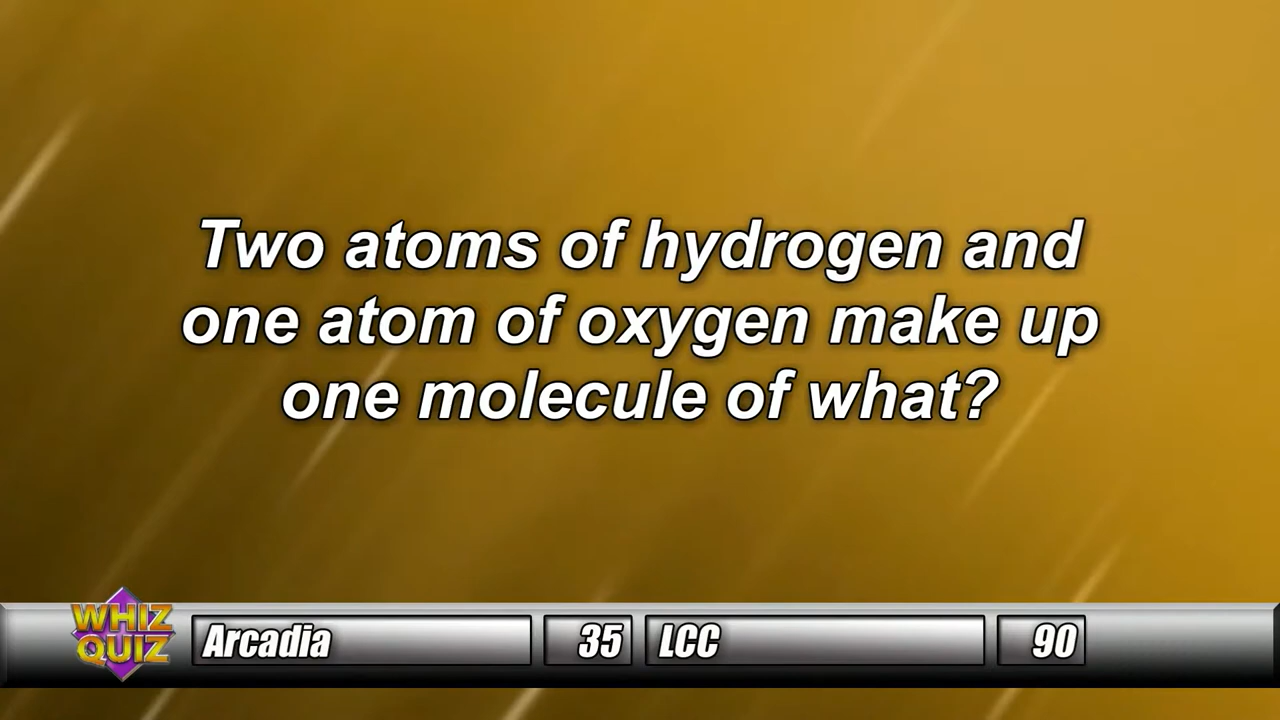 Two atoms of hydrogen and
one atom of oxygen make up
one molecule of what?
WHIZ
QUIZ
Arcadia 35 LCC 90